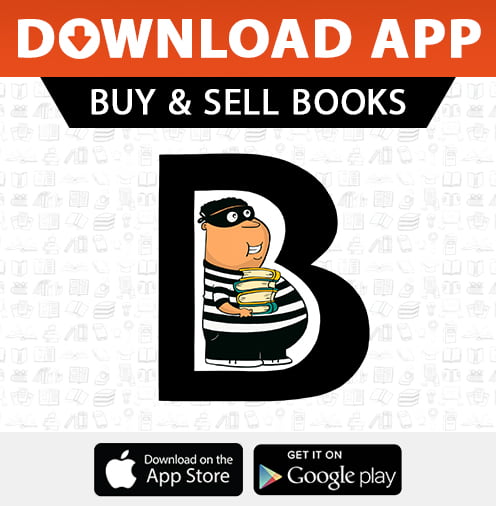 DOWNLOAD APP
BUY & SELL BOOKS
B
Download on the
App Store
GET IT ON
Google play